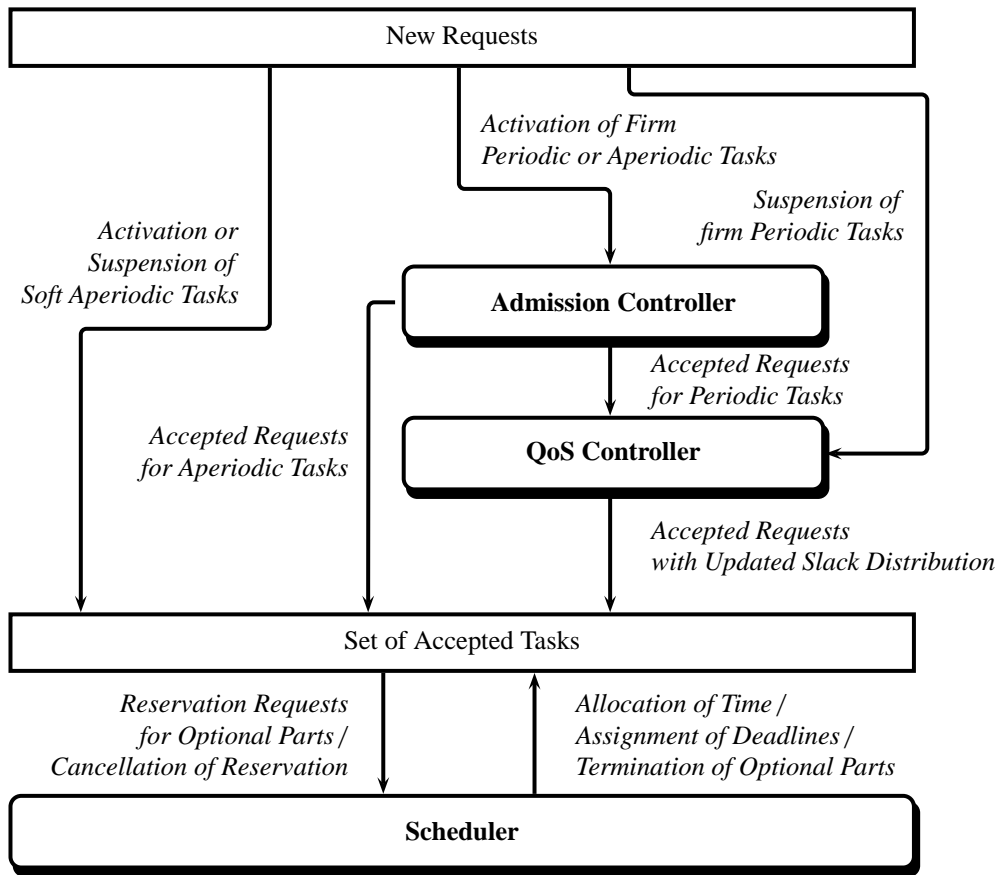 New Requests
Activation of Firm
Periodic or Aperiodic Tasks
Suspension of
firm Periodic Tasks
Activation or
Suspension of
Soft Aperiodic Tasks
Admission Controller
Accepted Requests
for Periodic Tasks
Accepted Requests
for Aperiodic Tasks
QoS Controller
Accepted Requests
with Updated Slack Distribution
Set of Accepted Tasks
Reservation Requests
for Optional Parts /
Cancellation of Reservation
Allocation of Time /
Assignment of Deadlines /
Termination of Optional Parts
Scheduler